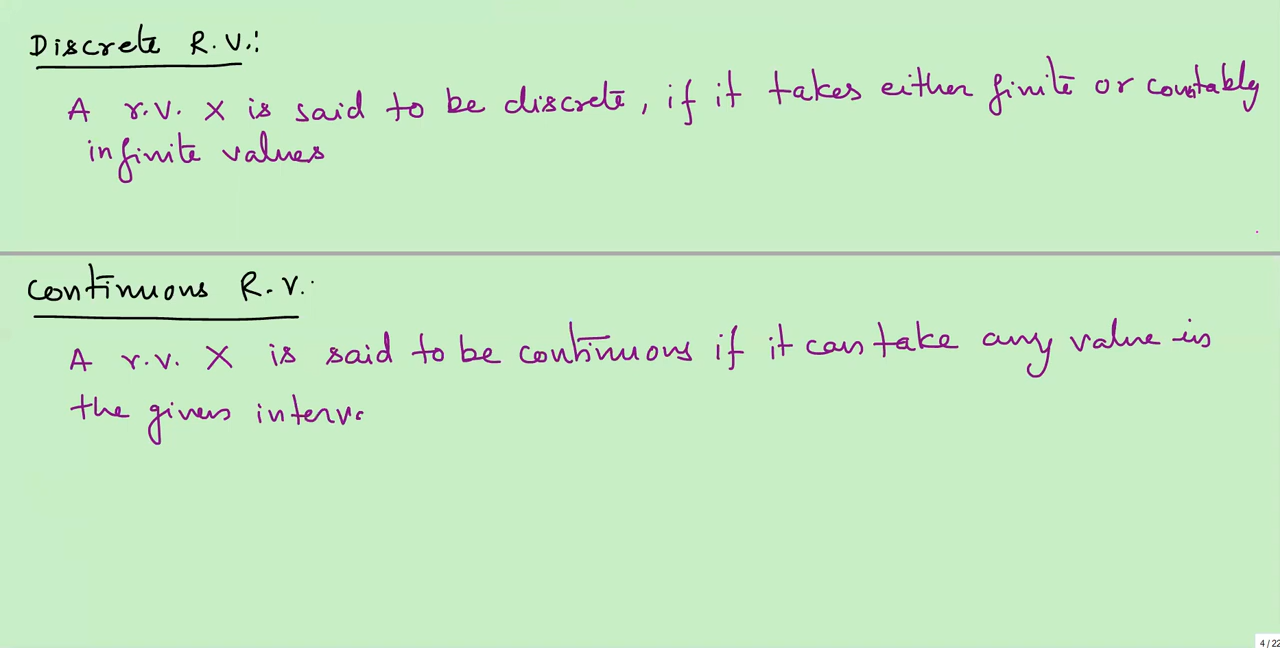 Discrete R.V.:
A r.v. X is said to be discrete, if it takes either finite or countably
infinite values
Continuous R.V.
A r.v. X is said to be continuous if it can take any value in
the given interva
4/22